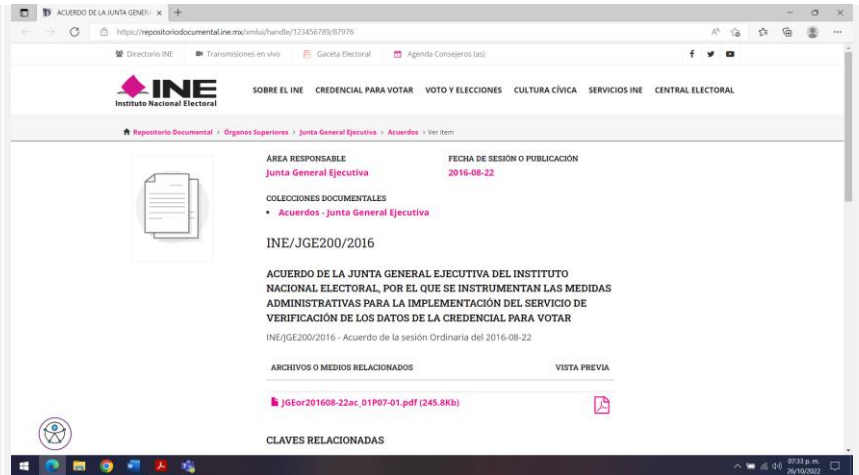 ACUERDO DE LA JUNTA GENER
https://repositoriodocumental.ine.mx/xmlui/handle/123456789/87976
Directorio INE Transmisiones en vivo Gaceta Electoral Agenda Consejeros (as)
INE
Instituto Nacional Electoral
SOBRE EL INE CREDENCIAL PARA VOTAR VOTO Y ELECCIONES CULTURA CÍVICA SERVICIOS INE CENTRAL ELECTORAL
Repositorio Documental > Órganos Superiores > Junta General Ejecutiva > Acuerdos > Ver ítem
ÁREA RESPONSABLE FECHA DE SESIÓN O PUBLICACIÓN
Junta General Ejecutiva 2016-08-22
COLECCIONES DOCUMENTALES
• Acuerdos - Junta General Ejecutiva
INE/JGE200/2016
ACUERDO DE LA JUNTA GENERAL EJECUTIVA DEL INSTITUTO
NACIONAL ELECTORAL, POR EL QUE SE INSTRUMENTAN LAS MEDIDAS
ADMINISTRATIVAS PARA LA IMPLEMENTACIÓN DEL SERVICIO DE
VERIFICACIÓN DE LOS DATOS DE LA CREDENCIAL PARA VOTAR
INE/JGE200/2016 - Acuerdo de la sesión Ordinaria del 2016-08-22
ARCHIVOS O MEDIOS RELACIONADOS VISTA PREVIA
JGEor201608-22ac_01P07-01.pdf (245.8Kb)
CLAVES RELACIONADAS
07:33 p. m.
26/10/2022